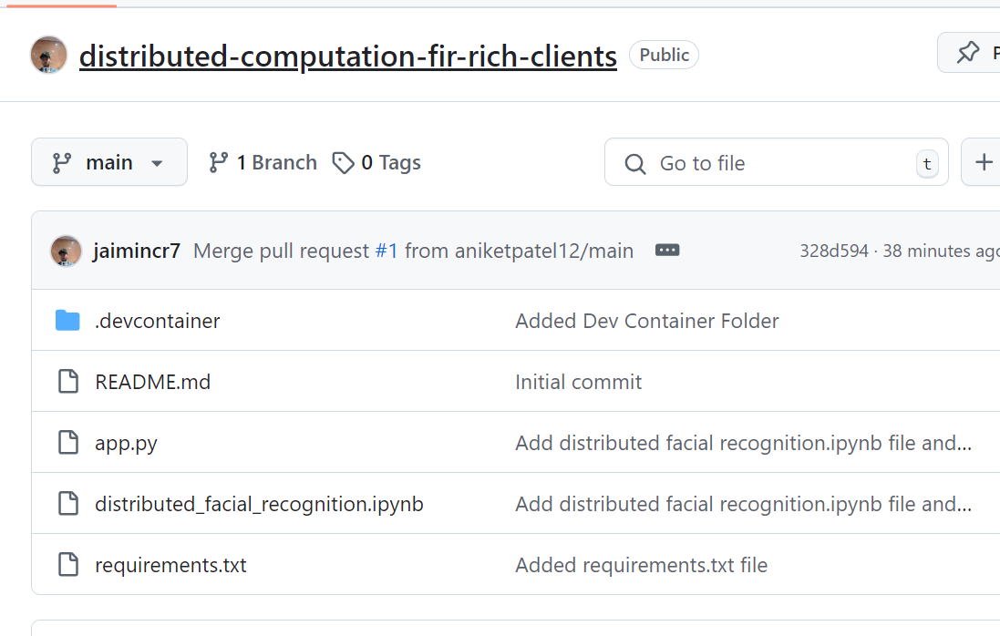 distributed-computation-fir-rich-clients Public P
main 1 Branch 0 Tags Go to file t
jaimincr7 Merge pull request #1 from aniketpatel12/main 328d594 · 38 minutes ago
.devcontainer Added Dev Container Folder
README.md Initial commit
app.py Add distributed facial recognition.ipynb file and...
distributed_facial_recognition.ipynb Add distributed facial recognition.ipynb file and...
requirements.txt Added requirements.txt file